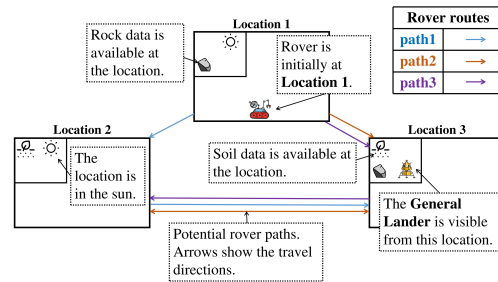 Location 1
Rock data is
available at
the location.
Rover is
initially at
Location 1.
Rover routes
path1
path2
path3
Location 2
The
location is
in the sun.
Location 3
Soil data is available at
the location.
The General
Lander is visible
from this location.
Potential rover paths.
Arrows show the travel
directions.